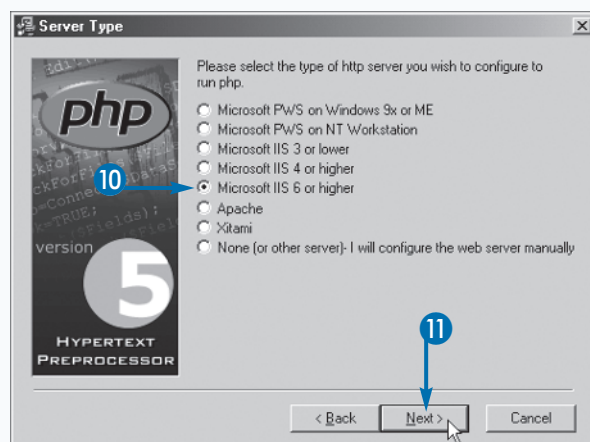 Server Type
Please select the type of http server you wish to configure to
run php.
Microsoft PWS on Windows 9x or ME
Microsoft PWS on NT Workstation
Microsoft IIS 3 or lower
Microsoft IIS 4 or higher
10
Microsoft IIS 6 or higher
Apache
Xitami
None (or other server)- I will configure the web server manually
php
=TRUE;
version
5
HYPERTEXT
PREPROCESSOR
11
< Back
Next >
Cancel